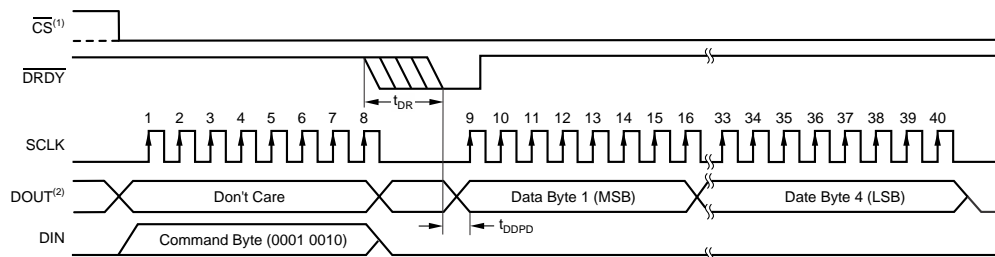 CS(1)
DRDY
tDR
1 2 3 4 5 6 7 8 9 10 11 12 13 14 15 16 33 34 35 36 37 38 39 40
SCLK
DOUT(2) Don't Care Data Byte 1 (MSB) Date Byte 4 (LSB)
tDDPD
DIN Command Byte (0001 0010)